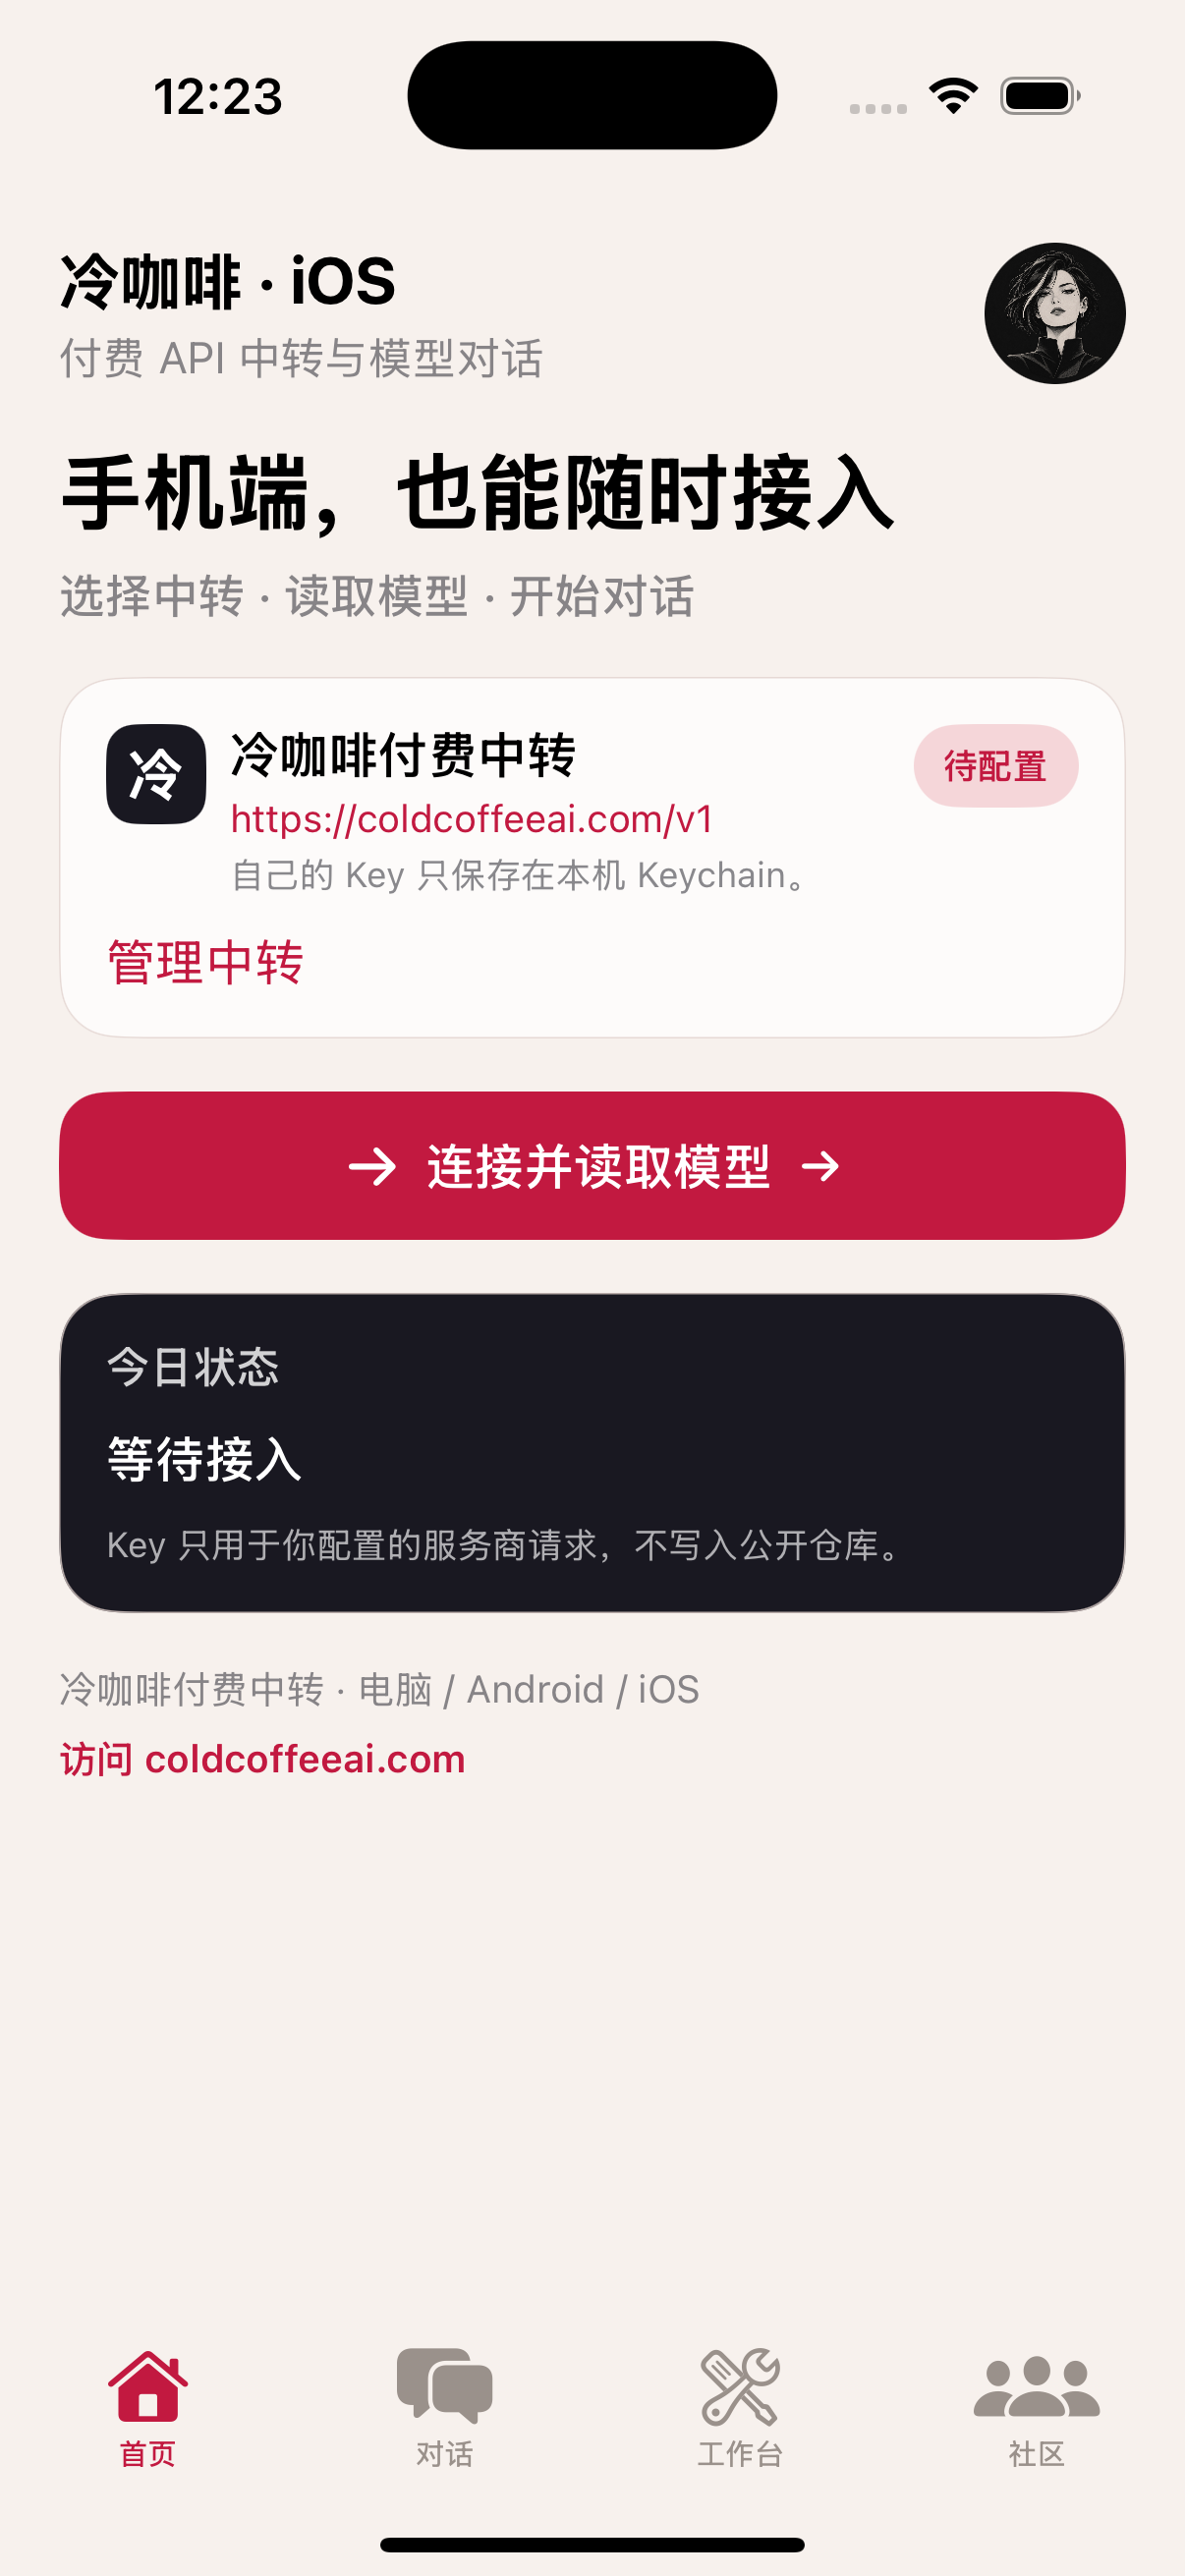 12:23
冷咖啡 · iOS
付费 API 中转与模型对话
手机端，也能随时接入
选择中转 · 读取模型 · 开始对话
冷
冷咖啡付费中转
待配置
https://coldcoffeeai.com/v1
自己的 Key 只保存在本机 Keychain。
管理中转
→ 连接并读取模型 →
今日状态
等待接入
Key 只用于你配置的服务商请求，不写入公开仓库。
冷咖啡付费中转 · 电脑 / Android / iOS
访问 coldcoffeeai.com
首页
对话
工作台
社区